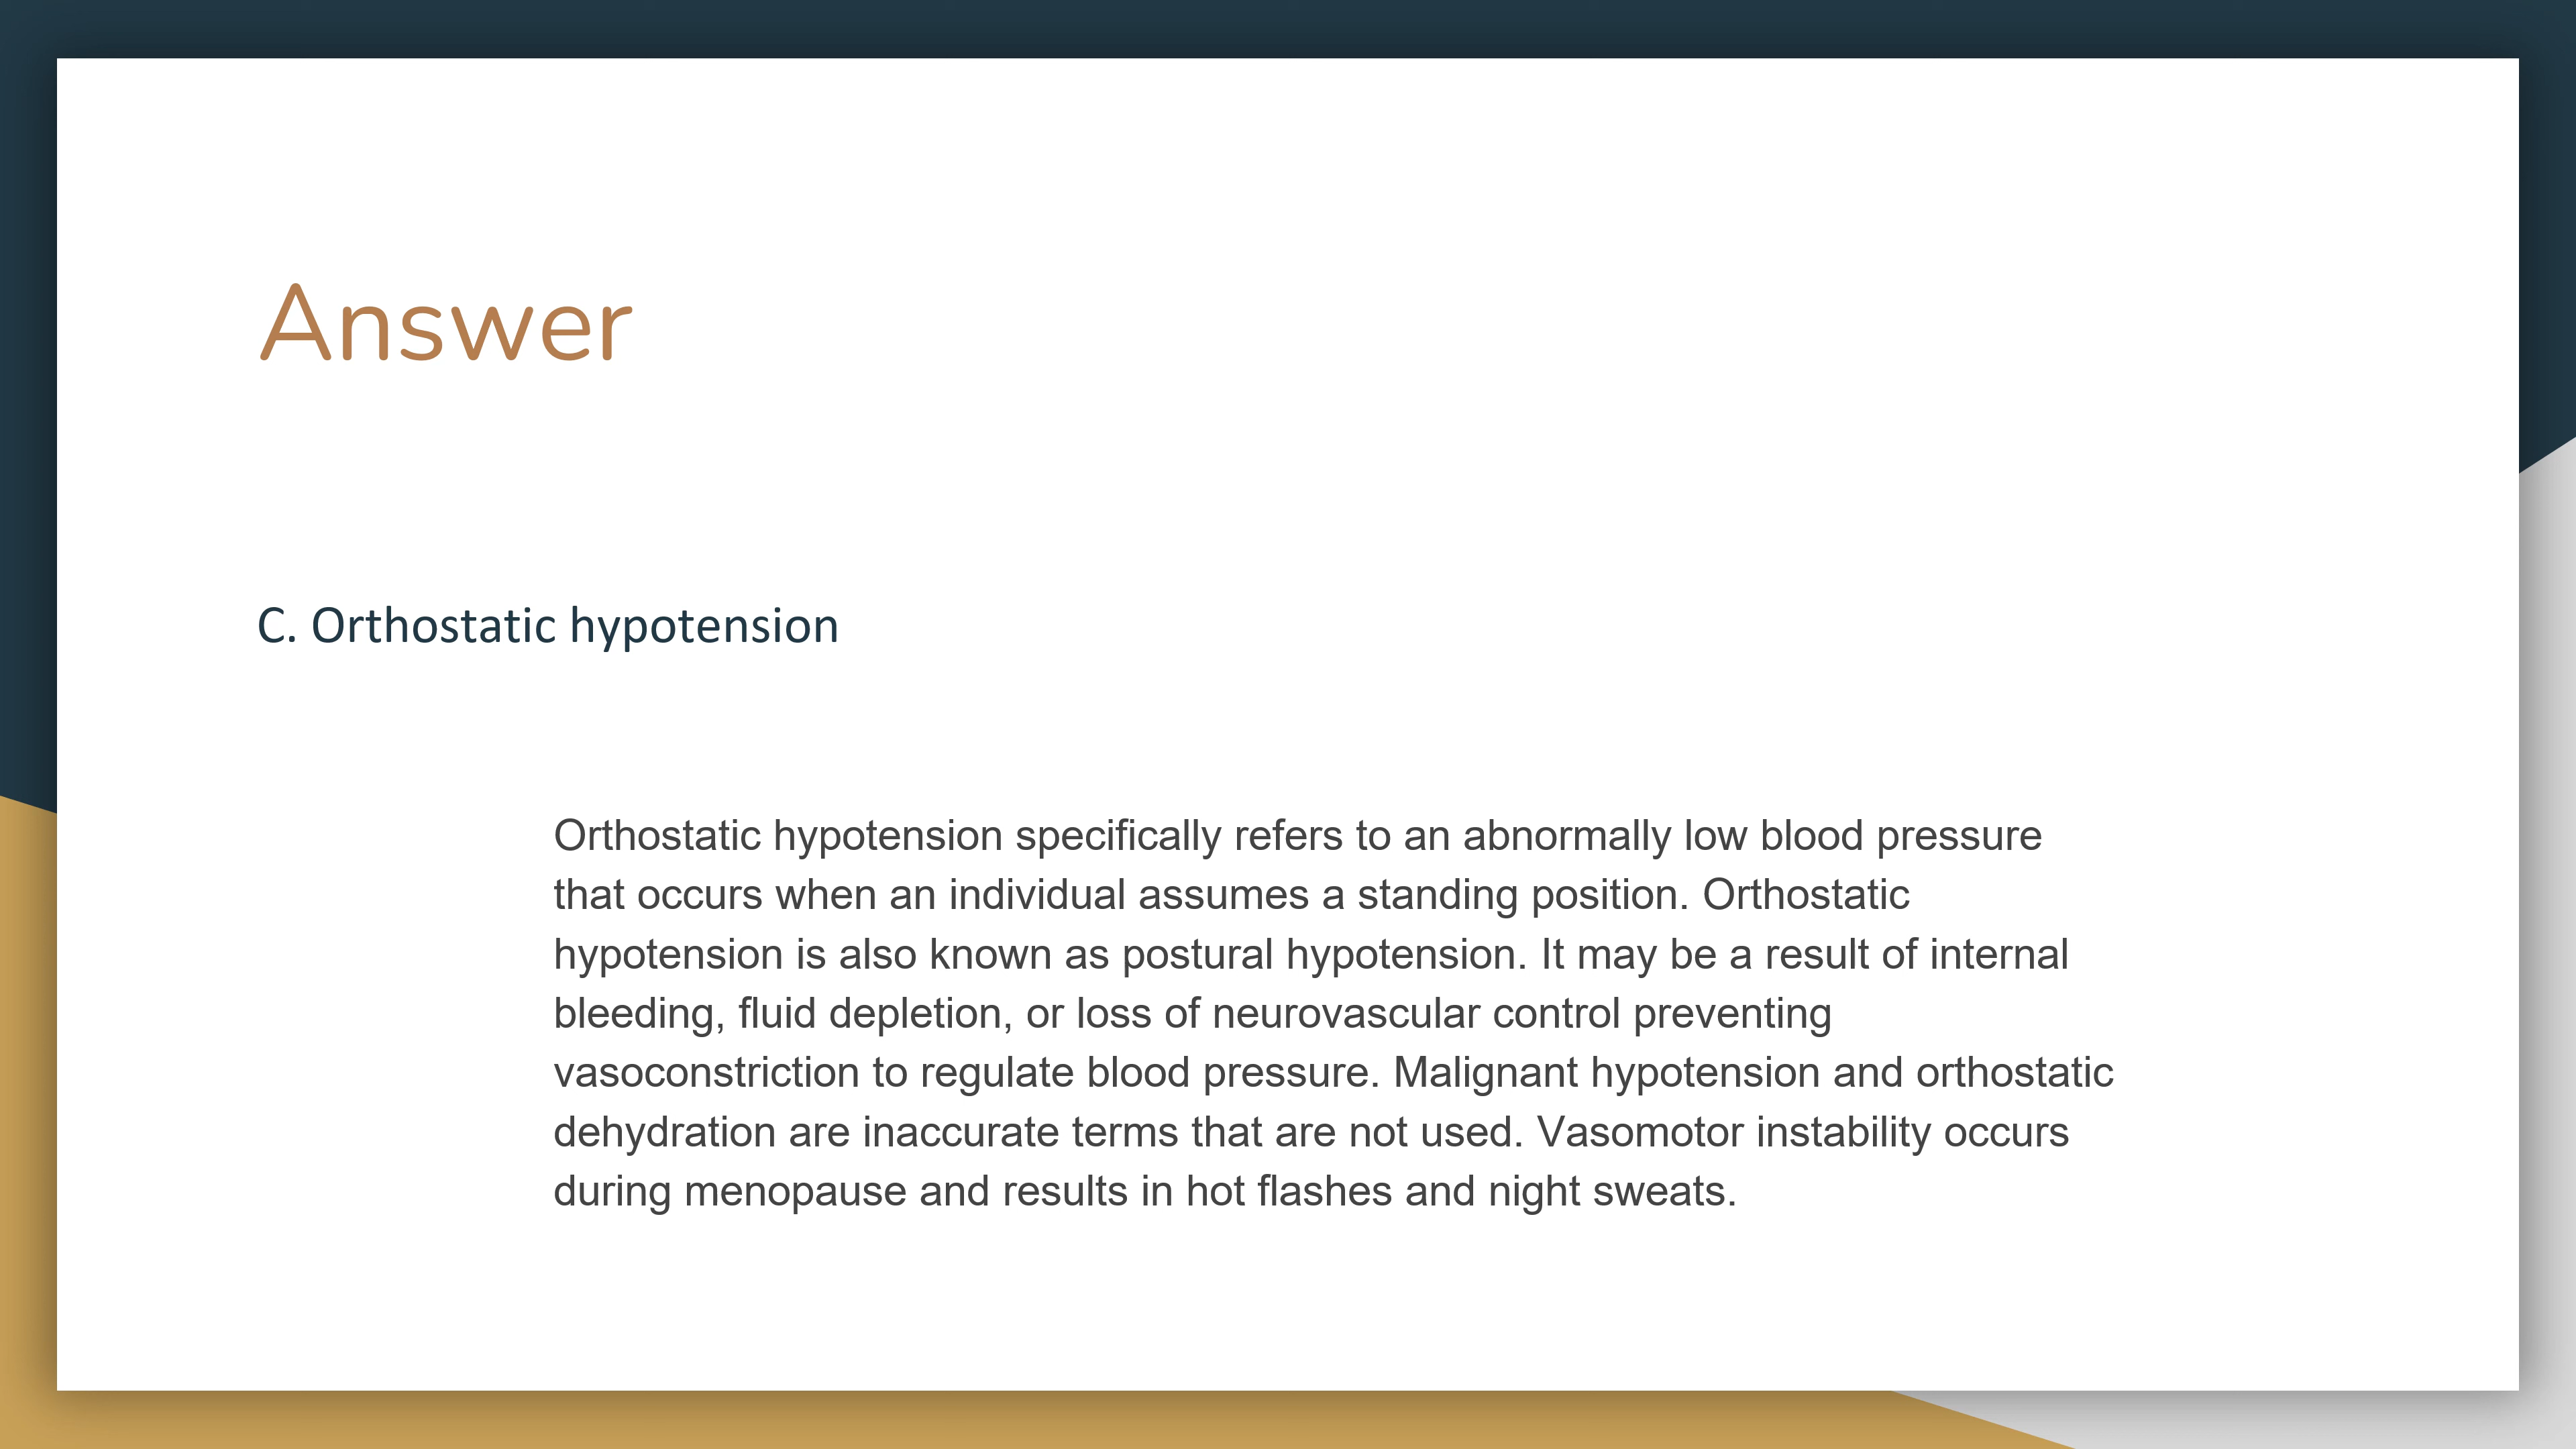 Answer
C. Orthostatic hypotension
Orthostatic hypotension specifically refers to an abnormally low blood pressure
that occurs when an individual assumes a standing position. Orthostatic
hypotension is also known as postural hypotension. It may be a result of internal
bleeding, fluid depletion, or loss of neurovascular control preventing
vasoconstriction to regulate blood pressure. Malignant hypotension and orthostatic
dehydration are inaccurate terms that are not used. Vasomotor instability occurs
during menopause and results in hot flashes and night sweats.